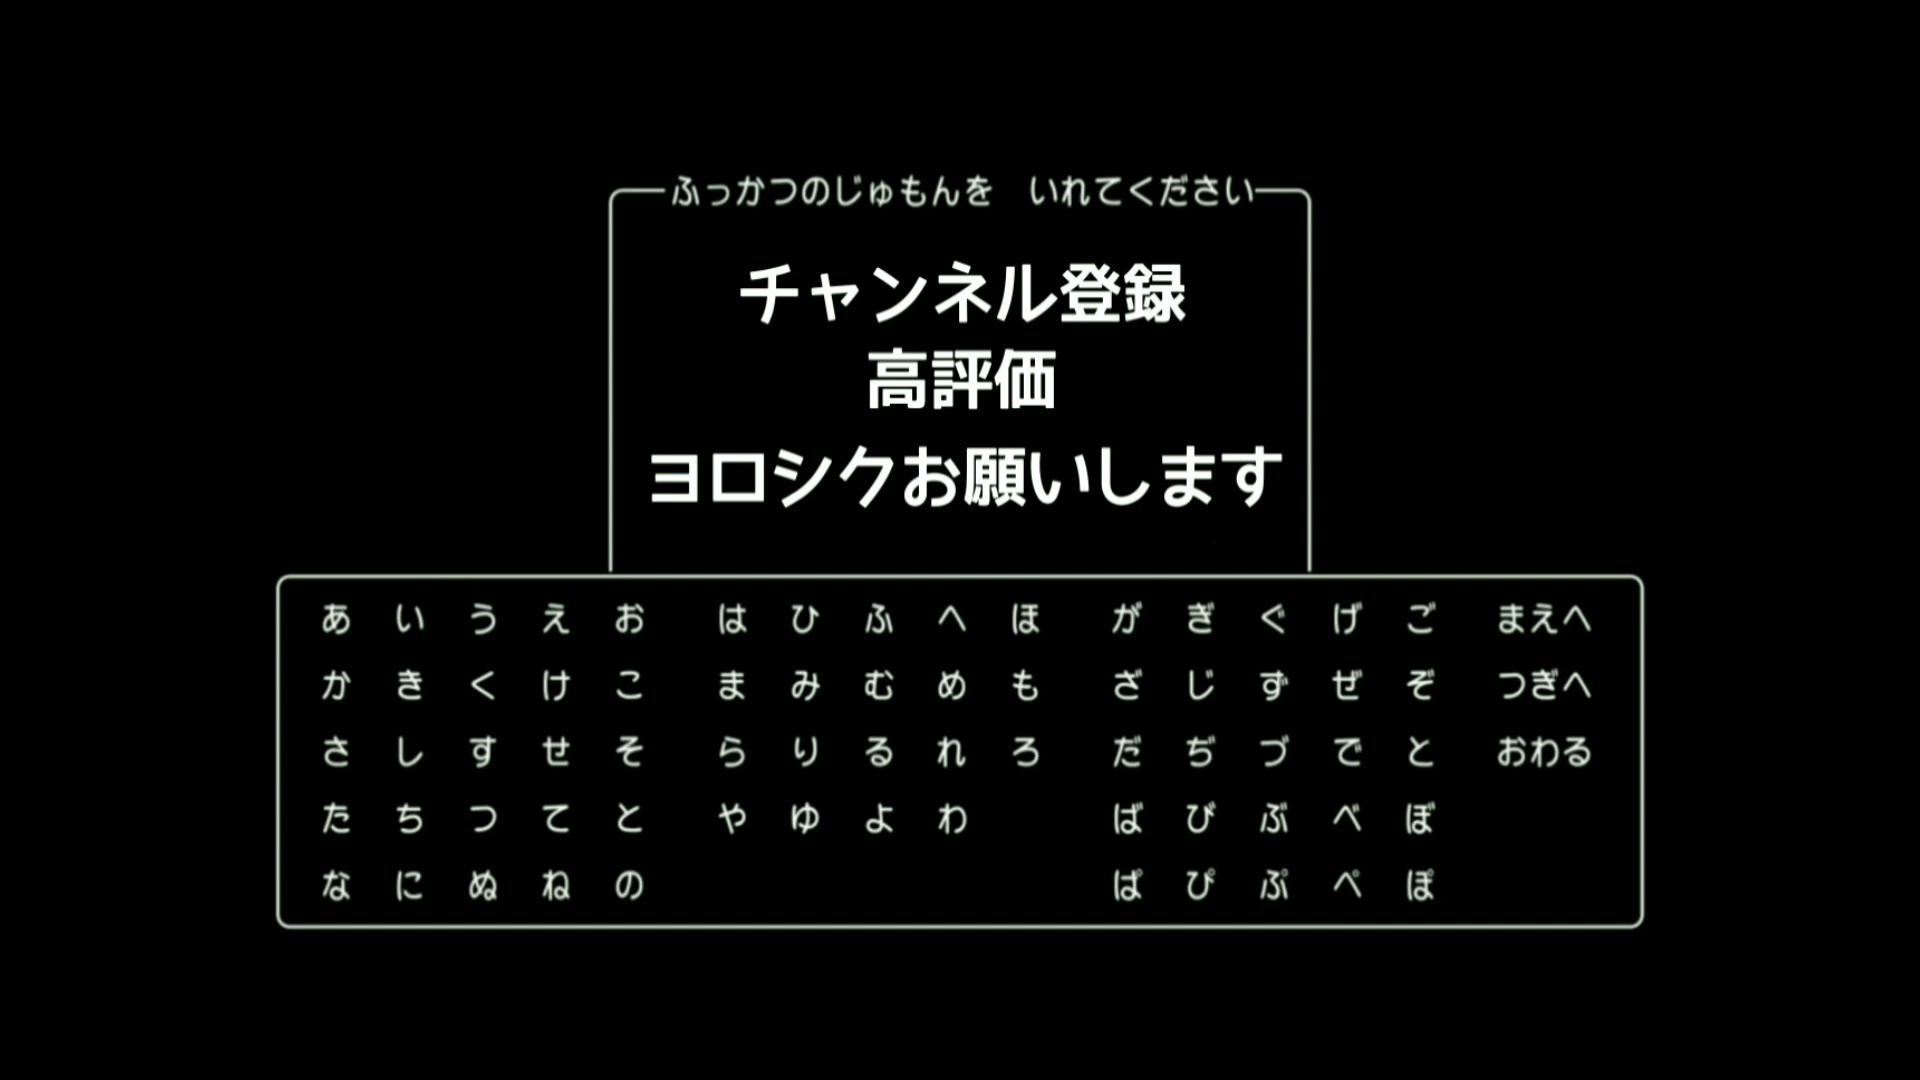 ふっかつのじゅもんを　いれてください
チャンネル登録
高評価
ヨロシクお願いします
あ い う え お は ひ ふ へ ほ が ぎ ぐ げ ご まえへ
か き く け こ ま み む め も ざ じ ず ぜ ぞ つぎへ
さ し す せ そ ら り る れ ろ だ ぢ づ で と おわる
た ち つ て と や ゆ よ わ ば び ぶ べ ぼ
な に ぬ ね の ぱ ぴ ぷ ぺ ぽ